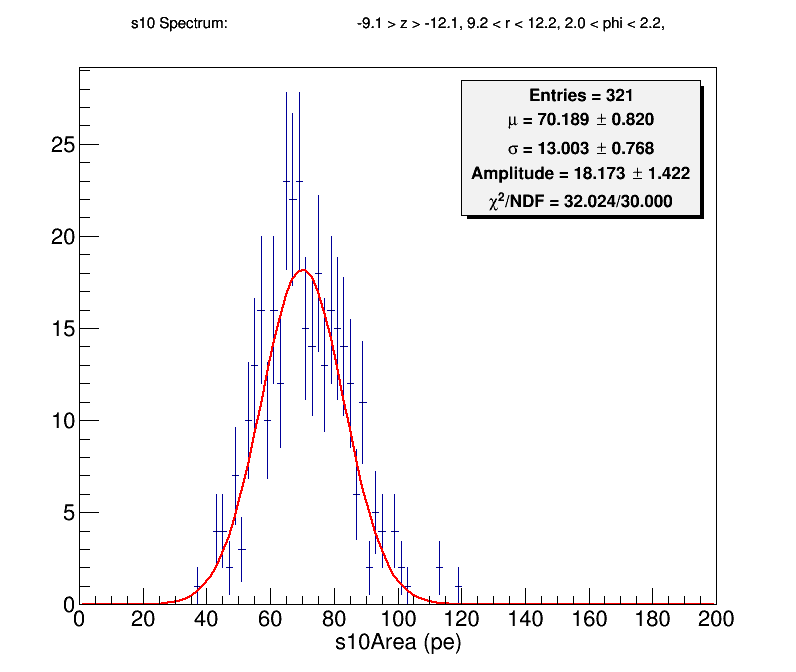 s10 Spectrum: -9.1 > z > -12.1, 9.2 < r < 12.2, 2.0 < phi < 2.2,
Entries = 321
μ = 70.189 ± 0.820
σ = 13.003 ± 0.768
Amplitude = 18.173 ± 1.422
χ²/NDF = 32.024/30.000
25
20
15
10
5
0
0 20 40 60 80 100 120 140 160 180 200
s10Area (pe)